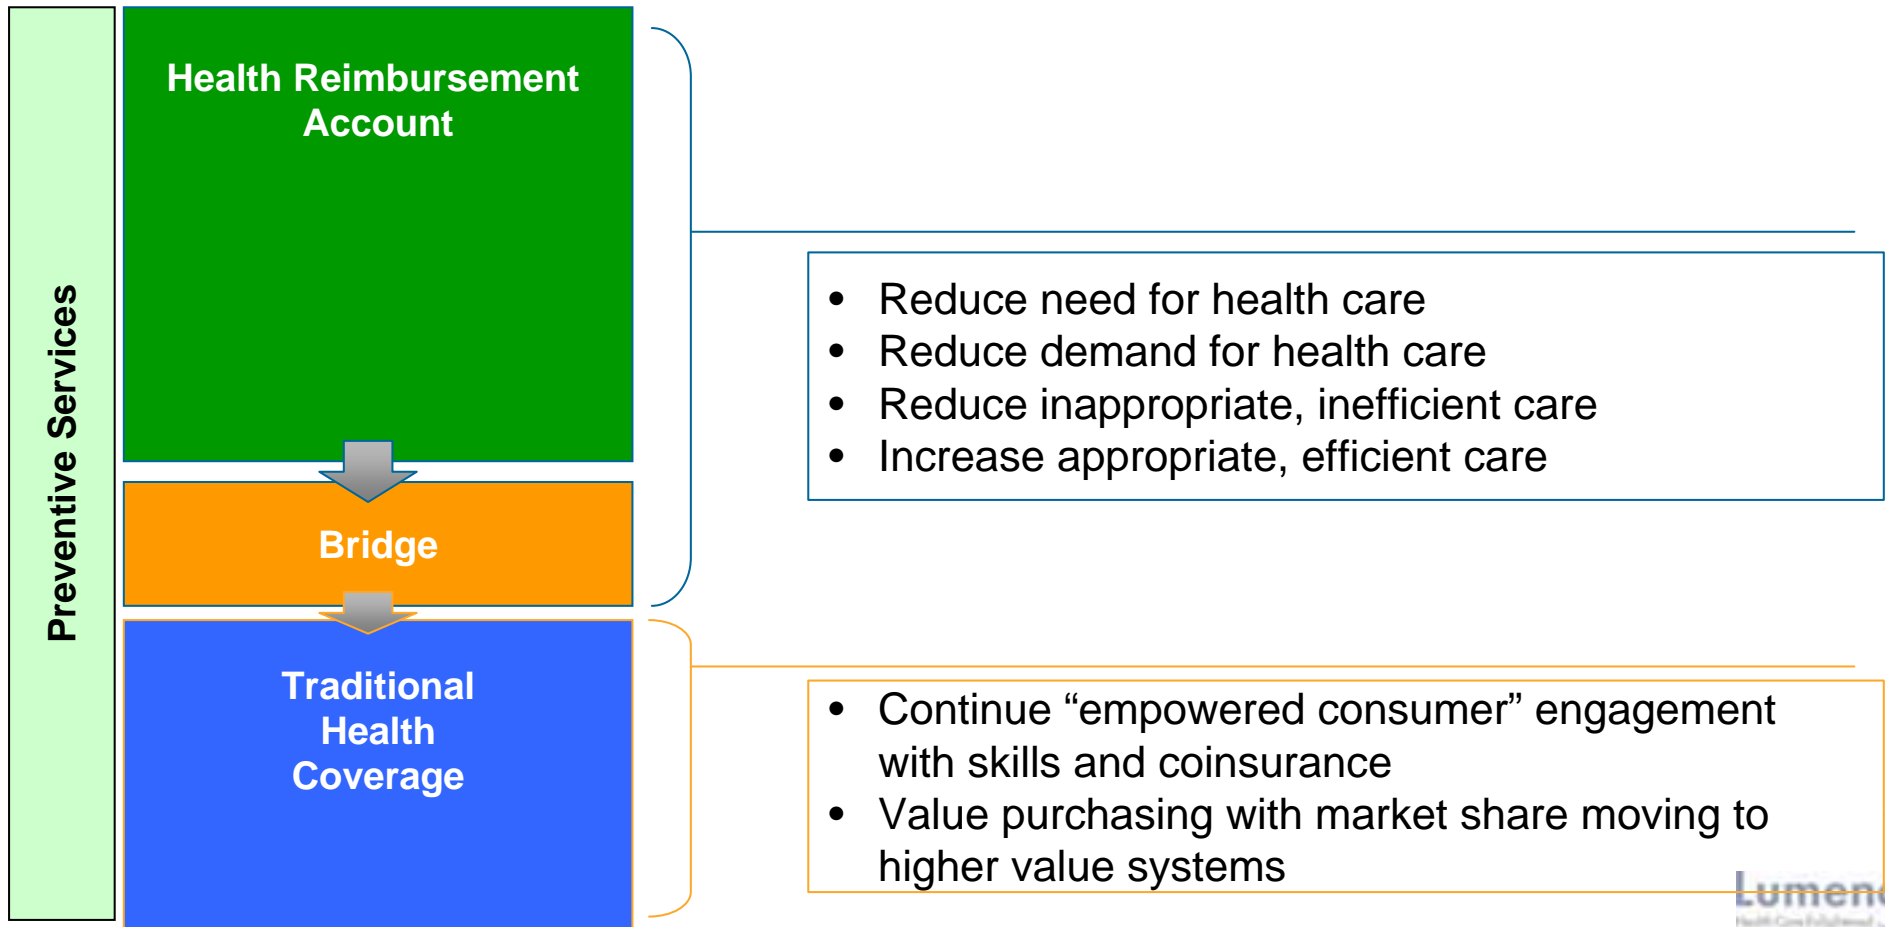 Preventive Services
Health Reimbursement
Account
Bridge
Traditional
Health
Coverage
• Reduce need for health care
• Reduce demand for health care
• Reduce inappropriate, inefficient care
• Increase appropriate, efficient care
• Continue “empowered consumer” engagement
with skills and coinsurance
• Value purchasing with market share moving to
higher value systems